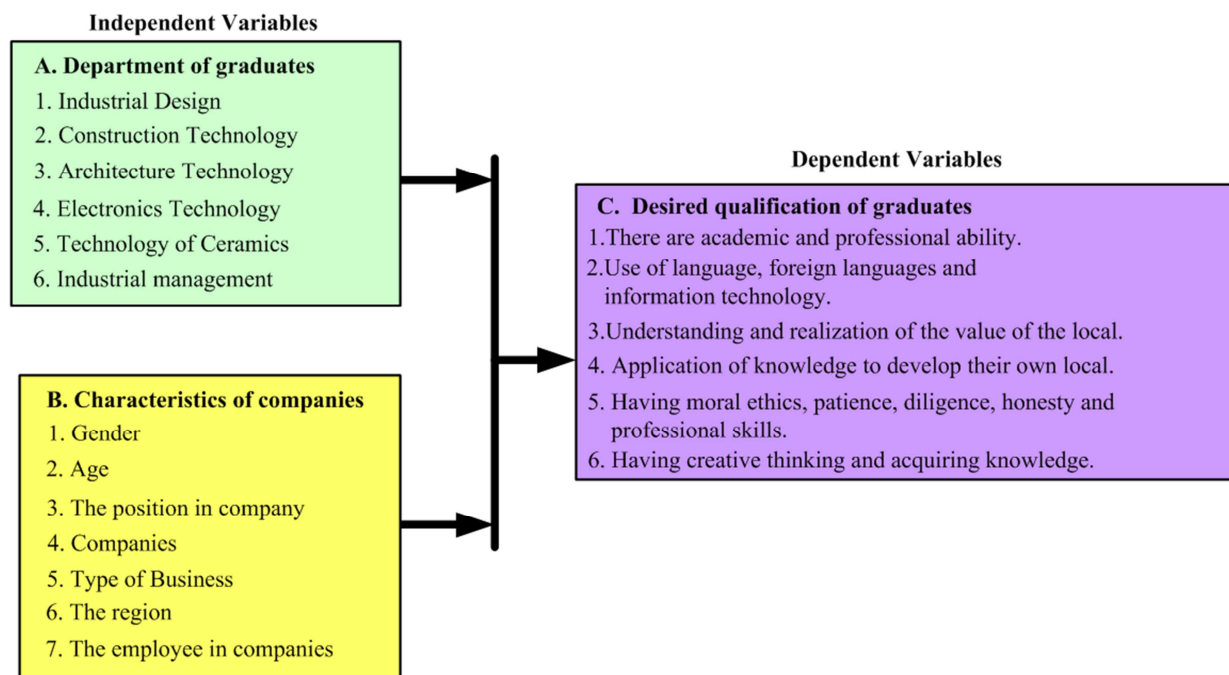 Independent Variables
A. Department of graduates
1. Industrial Design
2. Construction Technology
3. Architecture Technology
4. Electronics Technology
5. Technology of Ceramics
6. Industrial management
B. Characteristics of companies
1. Gender
2. Age
3. The position in company
4. Companies
5. Type of Business
6. The region
7. The employee in companies
Dependent Variables
C. Desired qualification of graduates
1.There are academic and professional ability.
2.Use of language, foreign languages and
information technology.
3.Understanding and realization of the value of the local.
4. Application of knowledge to develop their own local.
5. Having moral ethics, patience, diligence, honesty and
professional skills.
6. Having creative thinking and acquiring knowledge.